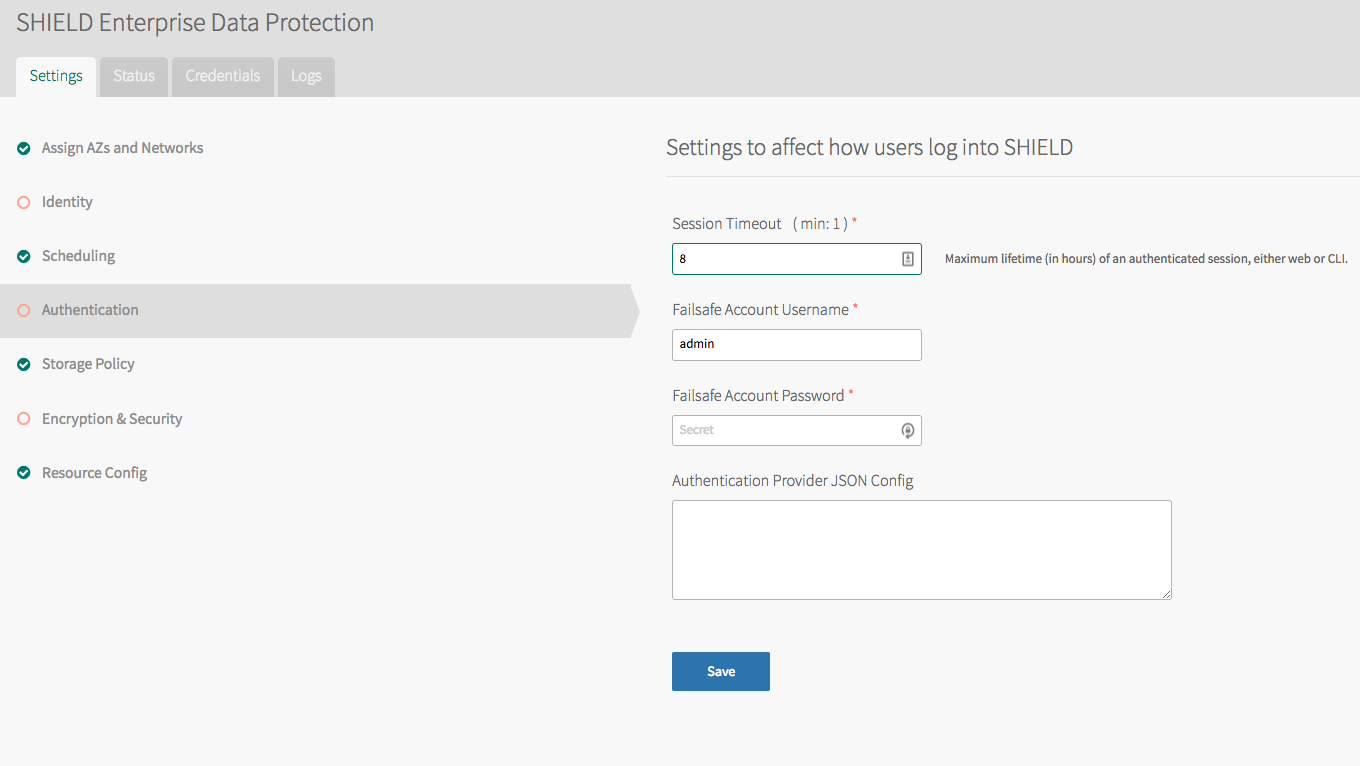 SHIELD Enterprise Data Protection
Settings Status Credentials Logs
Assign AZs and Networks
Identity
Scheduling
Authentication
Storage Policy
Encryption & Security
Resource Config
Settings to affect how users log into SHIELD
Session Timeout ( min: 1 ) *
8
Maximum lifetime (in hours) of an authenticated session, either web or CLI.
Failsafe Account Username *
admin
Failsafe Account Password *
Secret
Authentication Provider JSON Config
Save